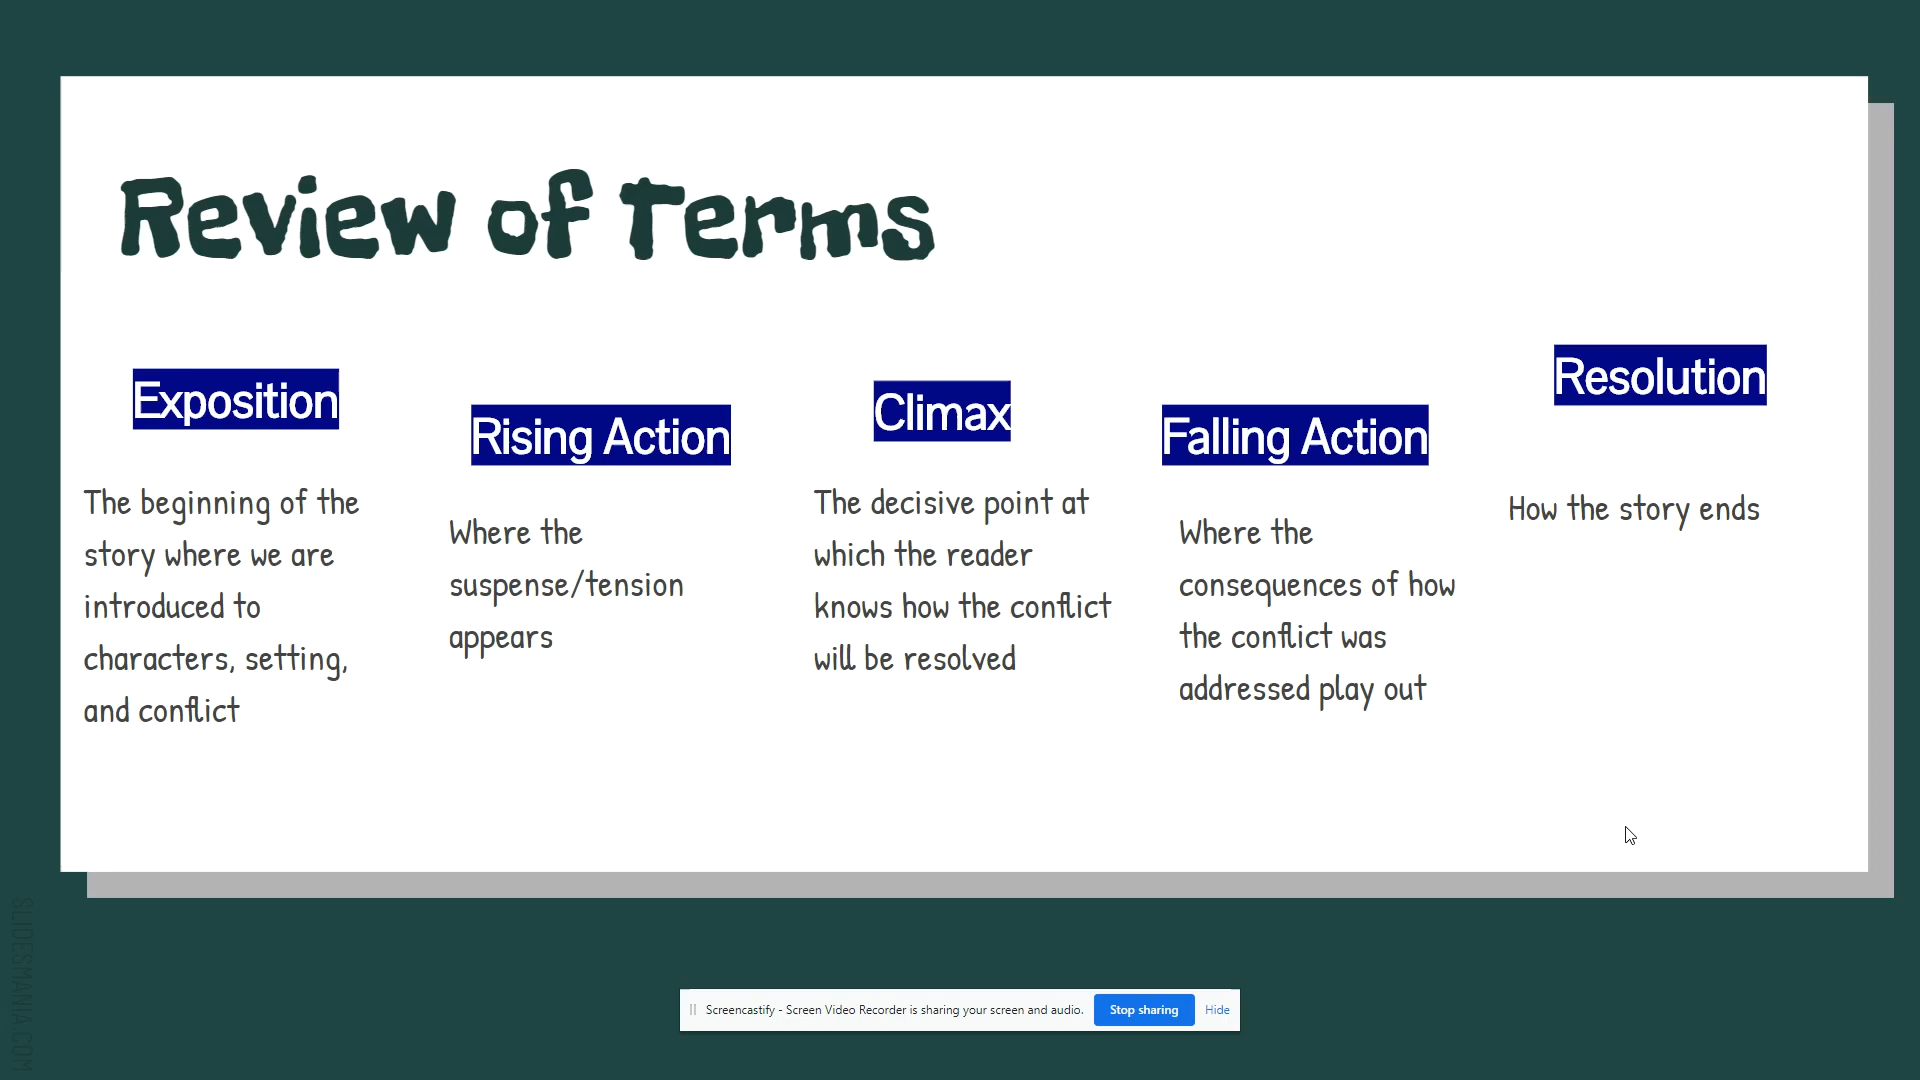 Review of Terms
Exposition
The beginning of the
story where we are
introduced to
characters, setting,
and conflict
Rising Action
Where the
suspense/tension
appears
Climax
The decisive point at
which the reader
knows how the conflict
will be resolved
Falling Action
Where the
consequences of how
the conflict was
addressed play out
Resolution
How the story ends
SLIDESMANIA.COM
Screencastify - Screen Video Recorder is sharing your screen and audio.
Stop sharing
Hide